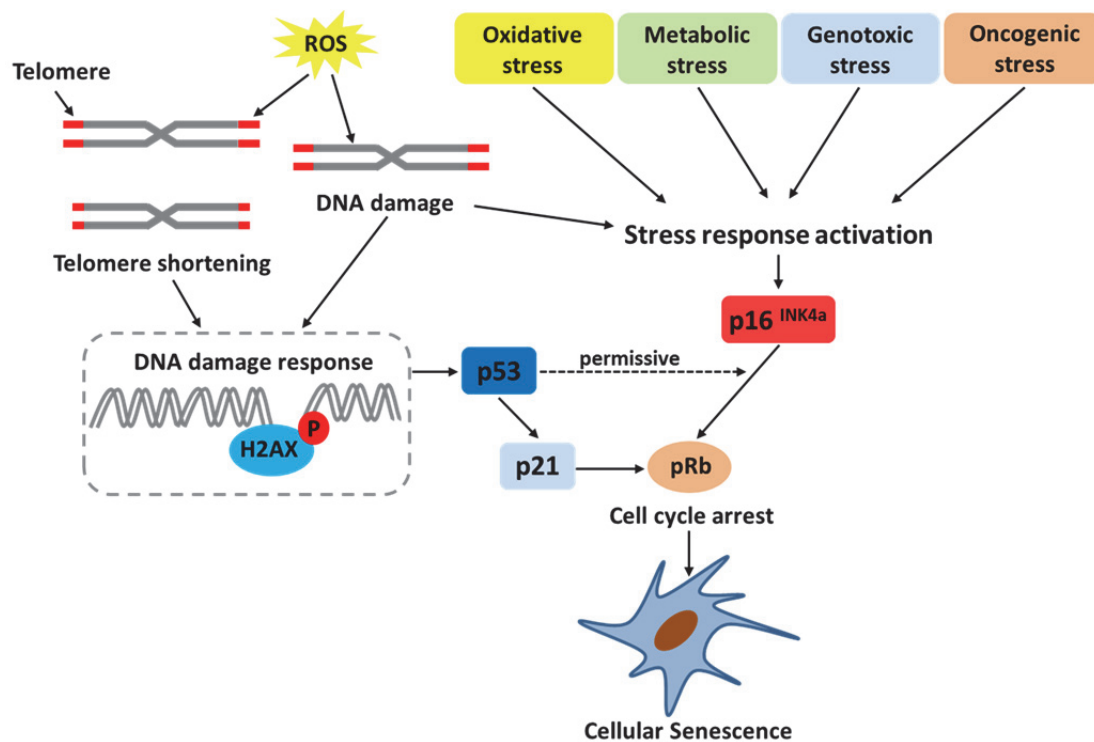 ROS
Oxidative
stress
Metabolic
stress
Genotoxic
stress
Oncogenic
stress
Telomere
DNA damage
Stress response activation
Telomere shortening
p16 INK4a
DNA damage response
p53
permissive
P
H2AX
p21
pRb
Cell cycle arrest
Cellular Senescence